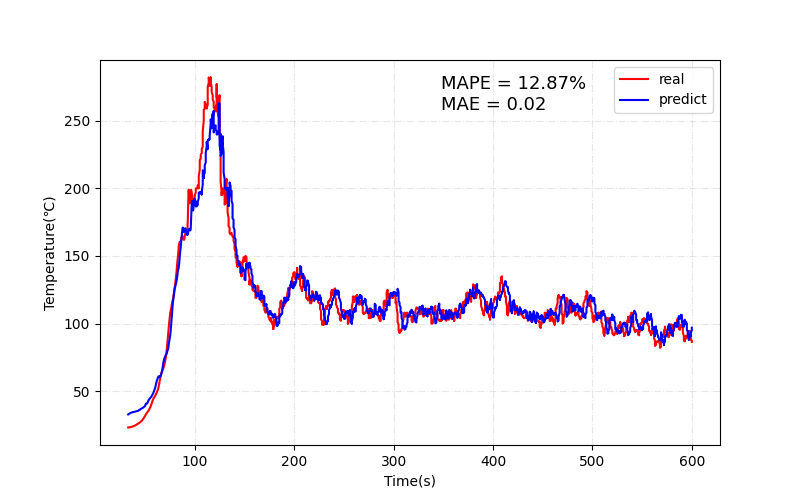 MAPE = 12.87%
MAE = 0.02
real
predict
Temperature(℃)
250
200
150
100
50
100 200 300 400 500 600
Time(s)